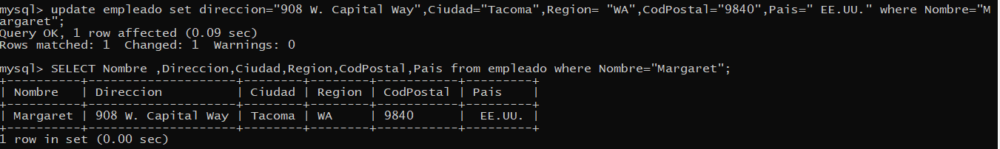 mysql> update empleado set direccion="908 W. Capital Way",Ciudad="Tacoma",Region= "WA",CodPostal="9840",Pais=" EE.UU." where Nombre="M
argaret";
Query OK, 1 row affected (0.09 sec)
Rows matched: 1  Changed: 1  Warnings: 0
mysql> SELECT Nombre ,Direccion,Ciudad,Region,CodPostal,Pais from empleado where Nombre="Margaret";
+----------+--------------------+--------+--------+-----------+---------+
| Nombre   | Direccion          | Ciudad | Region | CodPostal | Pais    |
+----------+--------------------+--------+--------+-----------+---------+
| Margaret | 908 W. Capital Way | Tacoma | WA     | 9840      |  EE.UU. |
+----------+--------------------+--------+--------+-----------+---------+
1 row in set (0.00 sec)